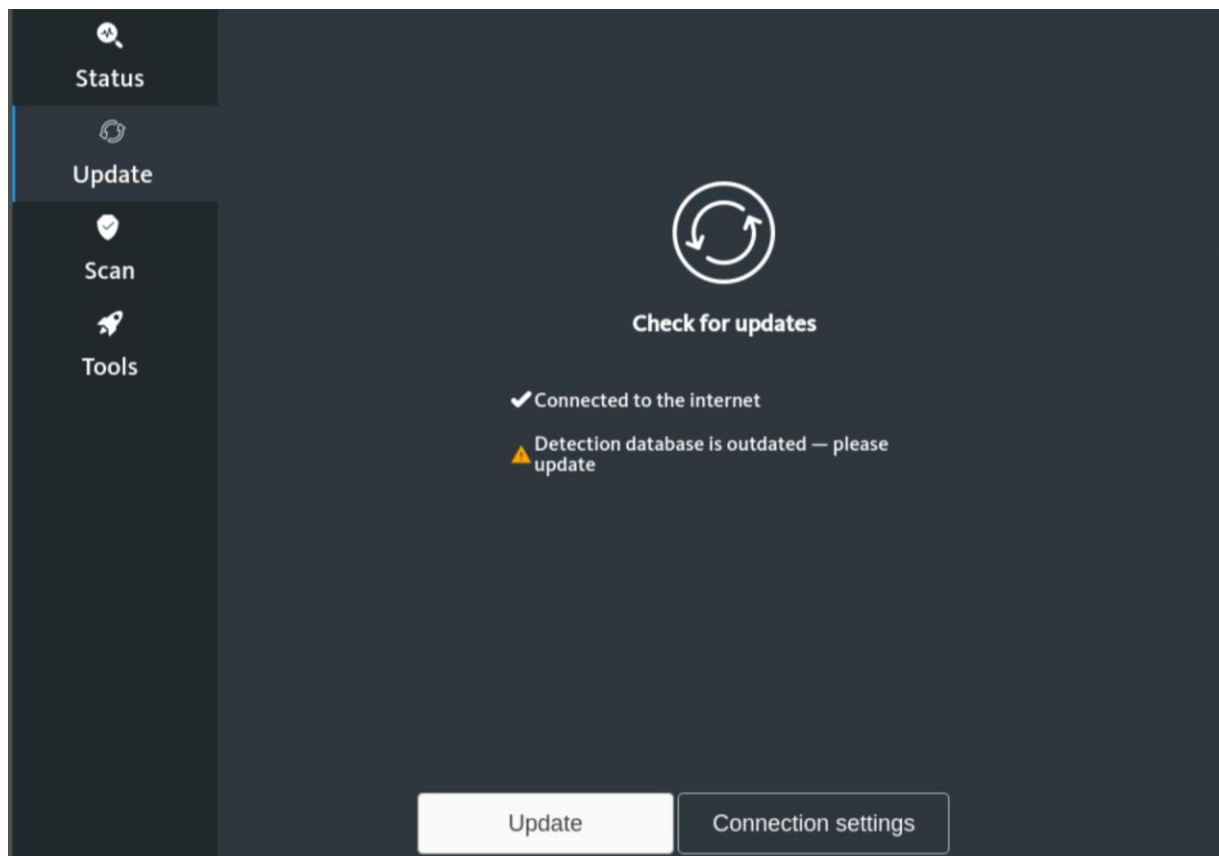 Status
Update
Scan
Tools
Check for updates
Connected to the internet
Detection database is outdated — please
update
Update
Connection settings